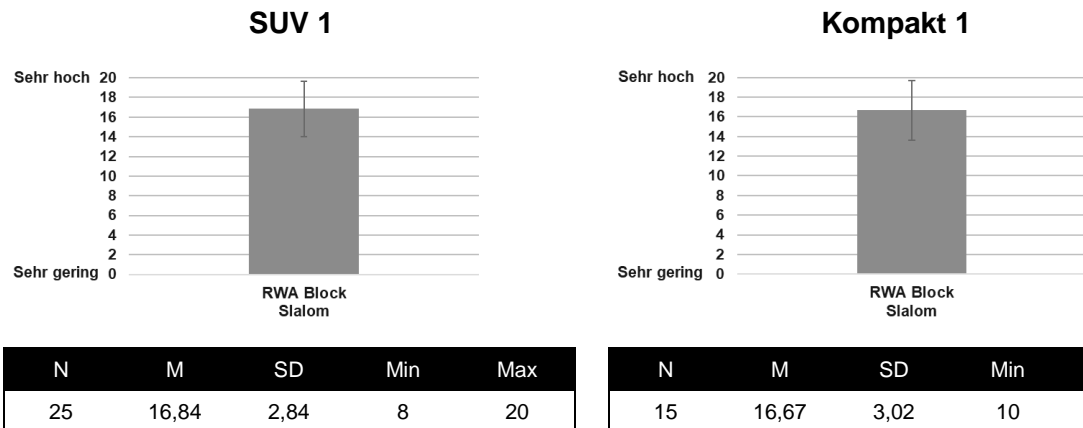 SUV 1
Sehr hoch 20
18
16
14
12
10
8
6
4
2
Sehr gering 0
RWA Block
Slalom
N M SD Min Max
25 16,84 2,84 8 20
Kompakt 1
Sehr hoch 20
18
16
14
12
10
8
6
4
2
Sehr gering 0
RWA Block
Slalom
N M SD Min
15 16,67 3,02 10